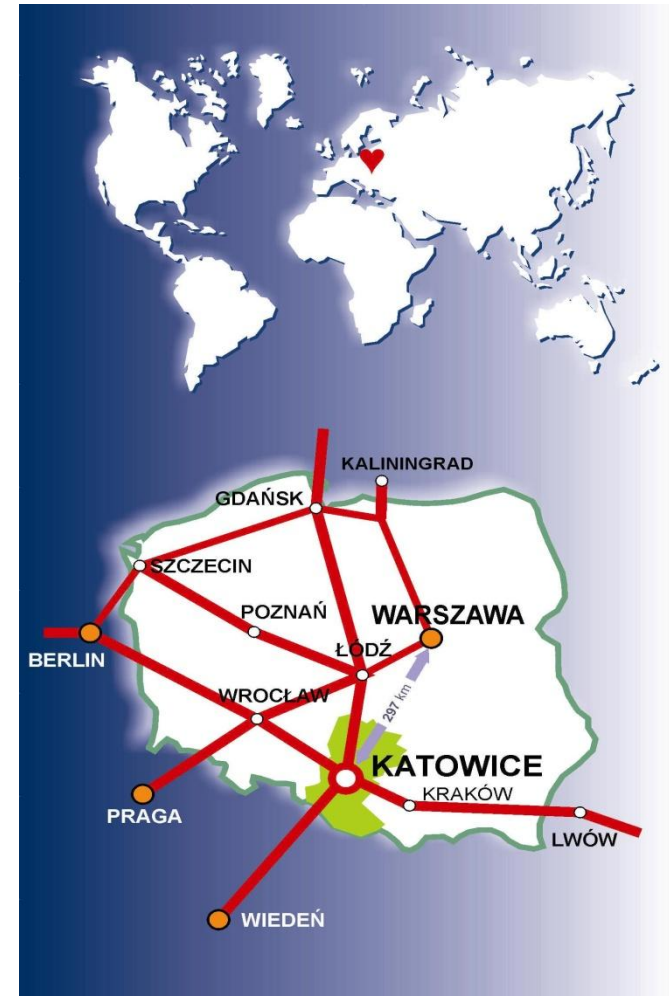 KALININGRAD
GDAŃSK
SZCZECIN
POZNAŃ
WARSZAWA
BERLIN
ŁÓDŹ
WROCŁAW
297 km
KATOWICE
KRAKÓW
PRAGA
LWÓW
WIEDEŃ